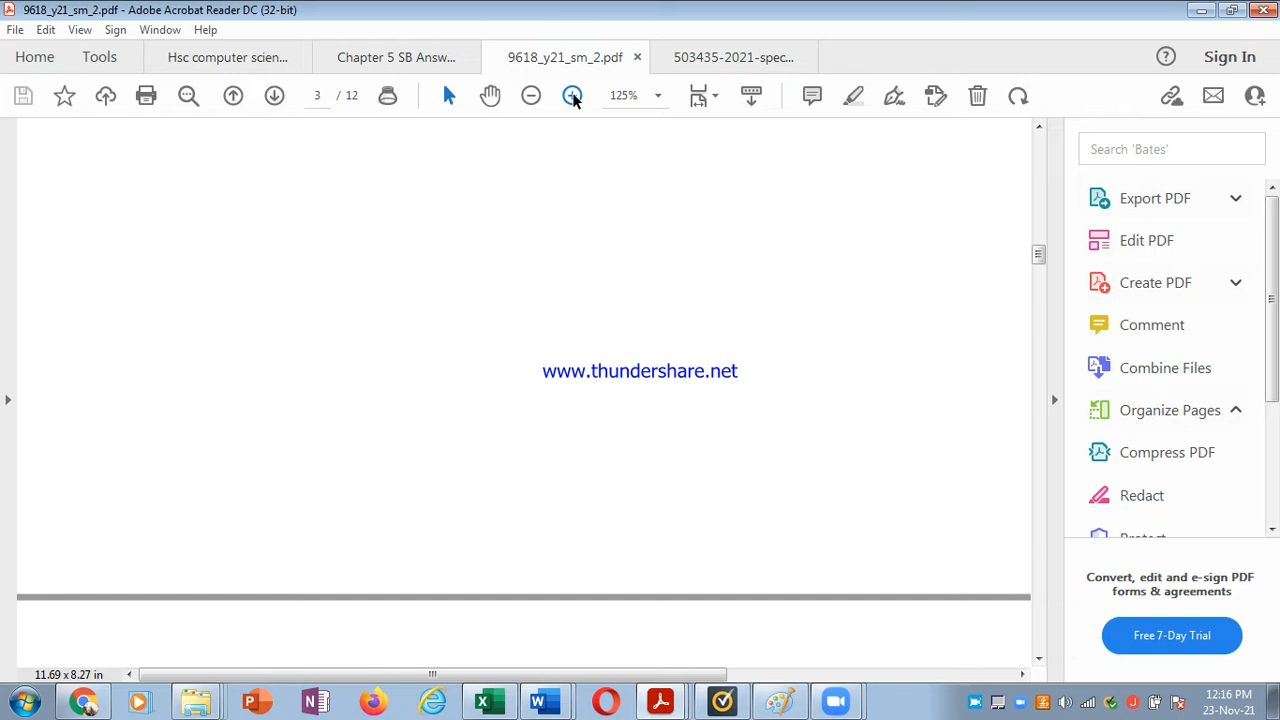 9618_y21_sm_2.pdf - Adobe Acrobat Reader DC (32-bit)
File Edit View Sign Window Help
Home Tools Hsc computer scien... Chapter 5 SB Answ... 9618_y21_sm_2.pdf × 503435-2021-spec... Sign In
3 / 12 125%
Search 'Bates'
Export PDF
Edit PDF
Create PDF
Comment
www.thundershare.net
Combine Files
Organize Pages
Compress PDF
Redact
Protect
Convert, edit and e-sign PDF
forms & agreements
Free 7-Day Trial
11.69 x 8.27 in
12:16 PM
23-Nov-21